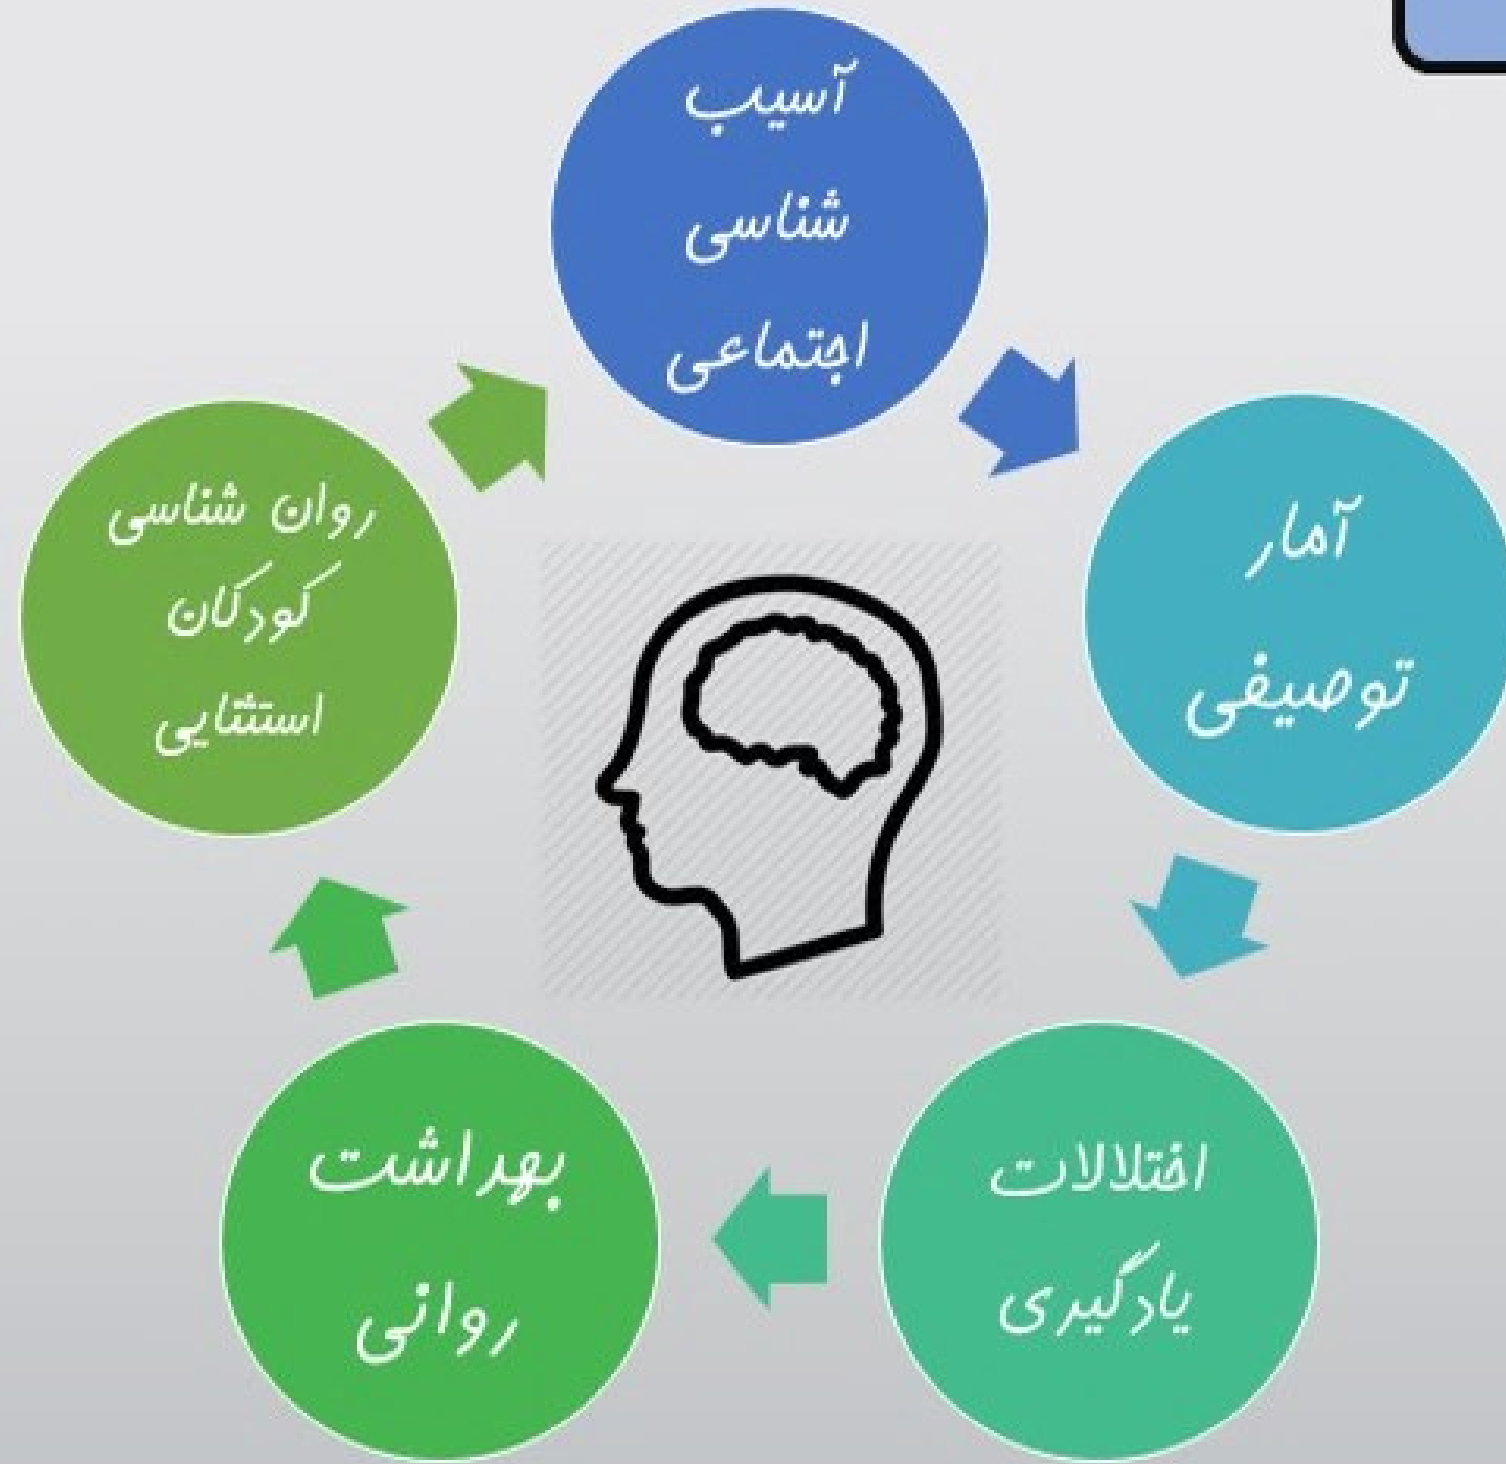 آسیب
شناسی
اجتماعی
آمار
توصیفی
اختلالات
یادگیری
بهداشت
روانی
روان شناسی
کودکان
استثنایی